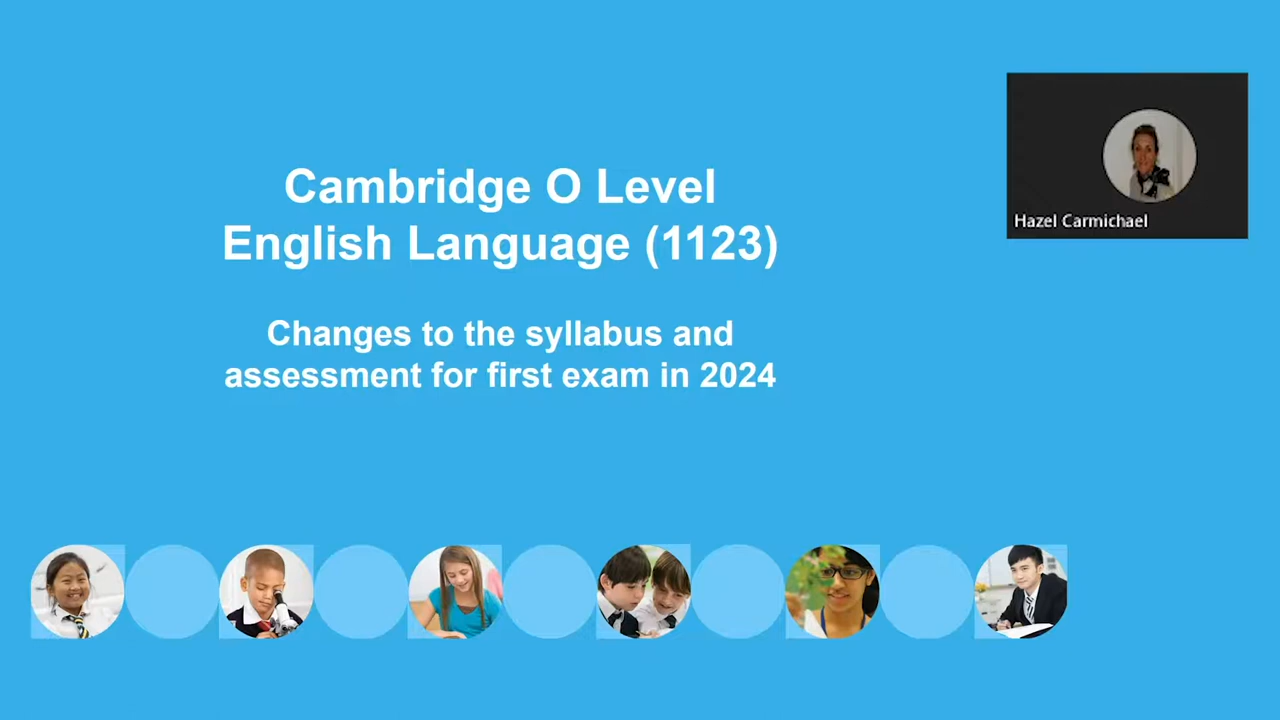 Cambridge O Level
English Language (1123)
Changes to the syllabus and
assessment for first exam in 2024
Hazel Carmichael